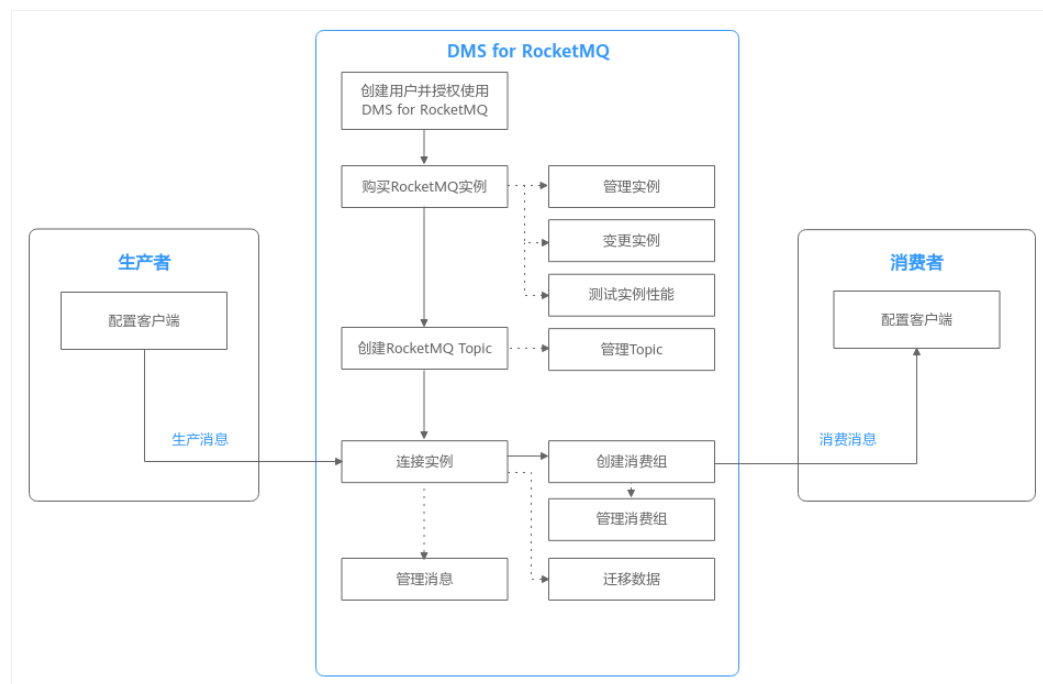 DMS for RocketMQ
创建用户并授权使用
DMS for RocketMQ
购买RocketMQ实例
管理实例
变更实例
测试实例性能
生产者
配置客户端
消费者
配置客户端
创建RocketMQ Topic
管理Topic
生产消息
连接实例
创建消费组
消费消息
管理消费组
管理消息
迁移数据